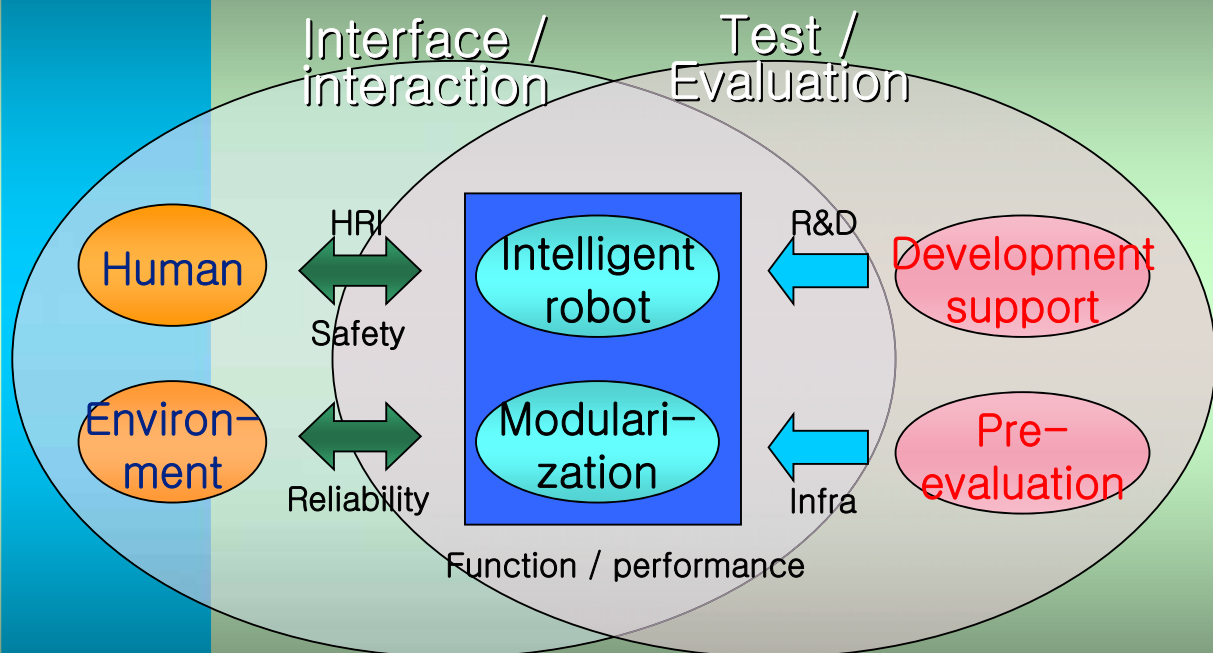 Interface /
interaction
Test /
Evaluation
HRI
R&D
Human
Intelligent
robot
Development
support
Safety
Environ-
ment
Modulari-
zation
Pre-
evaluation
Reliability
Infra
Function / performance